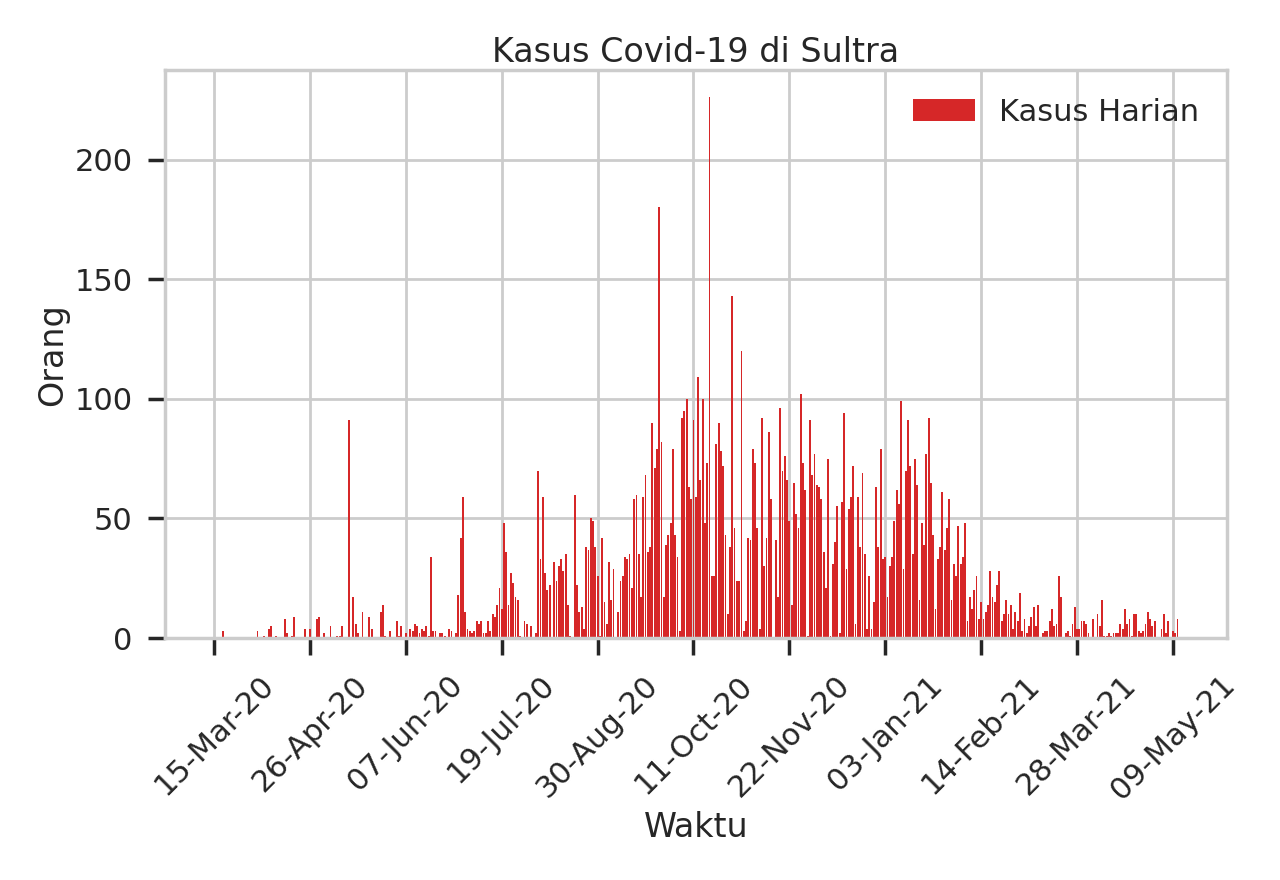 Kasus Covid-19 di Sultra
Kasus Harian
Orang
200
150
100
50
0
15-Mar-20
26-Apr-20
07-Jun-20
19-Jul-20
30-Aug-20
11-Oct-20
22-Nov-20
03-Jan-21
14-Feb-21
28-Mar-21
09-May-21
Waktu